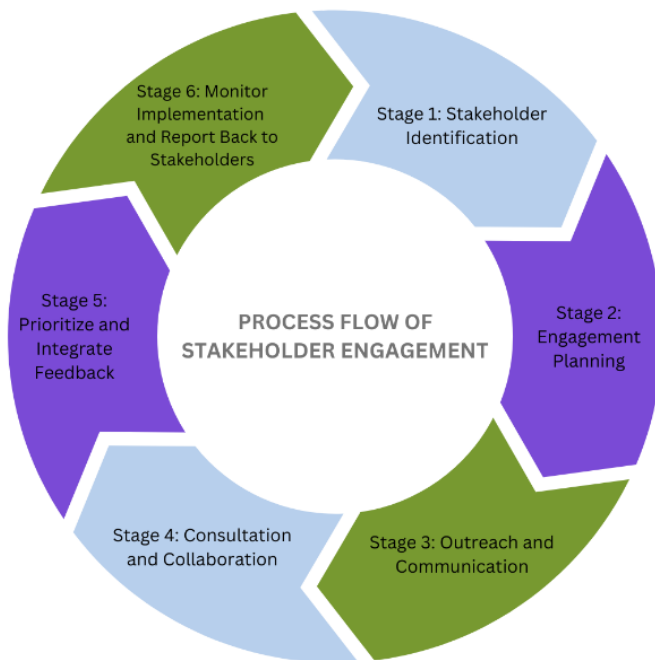 PROCESS FLOW OF
STAKEHOLDER ENGAGEMENT
Stage 1: Stakeholder
Identification
Stage 2:
Engagement
Planning
Stage 3: Outreach and
Communication
Stage 4: Consultation
and Collaboration
Stage 5:
Prioritize and
Integrate
Feedback
Stage 6: Monitor
Implementation
and Report Back to
Stakeholders